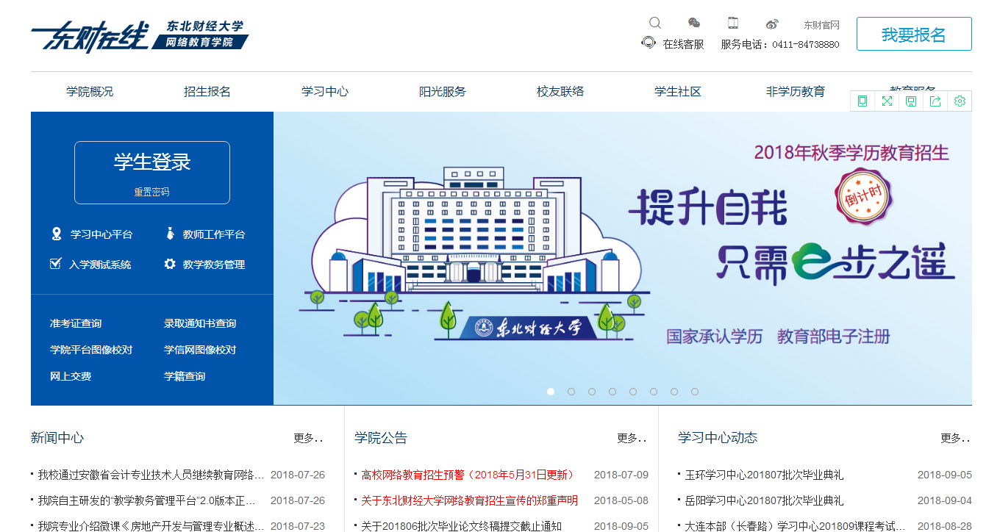 东财在线
东北财经大学
网络教育学院
东财官网
在线客服
服务电话：0411-84738880
我要报名
学院概况
招生报名
学习中心
阳光服务
校友联络
学生社区
非学历教育
教育服务
学生登录
重置密码
学习中心平台
教师工作平台
入学测试系统
教学教务管理
准考证查询
录取通知书查询
学院平台图像校对
学信网图像校对
网上交费
学籍查询
2018年秋季学历教育招生
倒计时
提升自我
只需e步之遥
东北财经大学
国家承认学历 教育部电子注册
新闻中心
更多..
我校通过安徽省会计专业技术人员继续教育网络... 2018-07-26
我院自主研发的“教学教务管理平台”2.0版本正... 2018-07-26
我院专业介绍微课《房地产开发与管理专业概述... 2018-07-23
学院公告
更多..
高校网络教育招生预警（2018年5月31日更新） 2018-07-09
关于东北财经大学网络教育招生宣传的郑重声明 2018-05-08
关于201806批次毕业论文终稿提交截止通知 2018-09-05
学习中心动态
更多..
玉环学习中心201807批次毕业典礼 2018-09-05
岳阳学习中心201807批次毕业典礼 2018-09-04
大连本部（长春路）学习中心201809课程考试... 2018-08-28